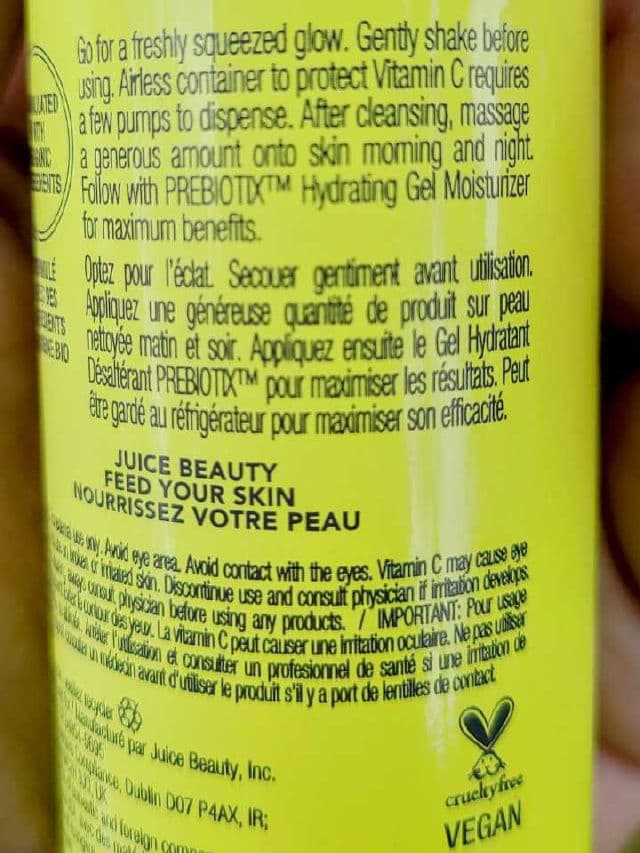 Go for a freshly squeezed glow. Gently shake before
using. Airless container to protect Vitamin C requires
a few pumps to dispense. After cleansing, massage
a generous amount onto skin morning and night.
Follow with PREBIOTIX™ Hydrating Gel Moisturizer
for maximum benefits.
Optez pour l'éclat. Secouer gentiment avant utilisation.
Appliquez une généreuse quantité de produit sur peau
nettoyée matin et soir. Appliquez ensuite le Gel Hydratant
Désaltérant PREBIOTIX™ pour maximiser les résultats. Peut
être gardé au réfrigérateur pour maximiser son efficacité.
JUICE BEAUTY
FEED YOUR SKIN
NOURRISSEZ VOTRE PEAU
use only. Avoid eye area. Avoid contact with the eyes. Vitamin C may cause eye
or irritated skin. Discontinue use and consult physician if irritation develops.
consult physician before using any products. / IMPORTANT: Pour usage
contour des yeux. La vitamin C peut causer une irritation oculaire. Ne pas utiliser
Arrêter l'utilisation et consulter un profesionnel de santé si une irritation de
un médecin avant d'utiliser le produit s'il y a port de lentilles de contact.
recycler
Manufacturé par Juice Beauty, Inc.
Compliance, Dublin D07 P4AX, IR;
UK
and foreign
cruelty free
VEGAN